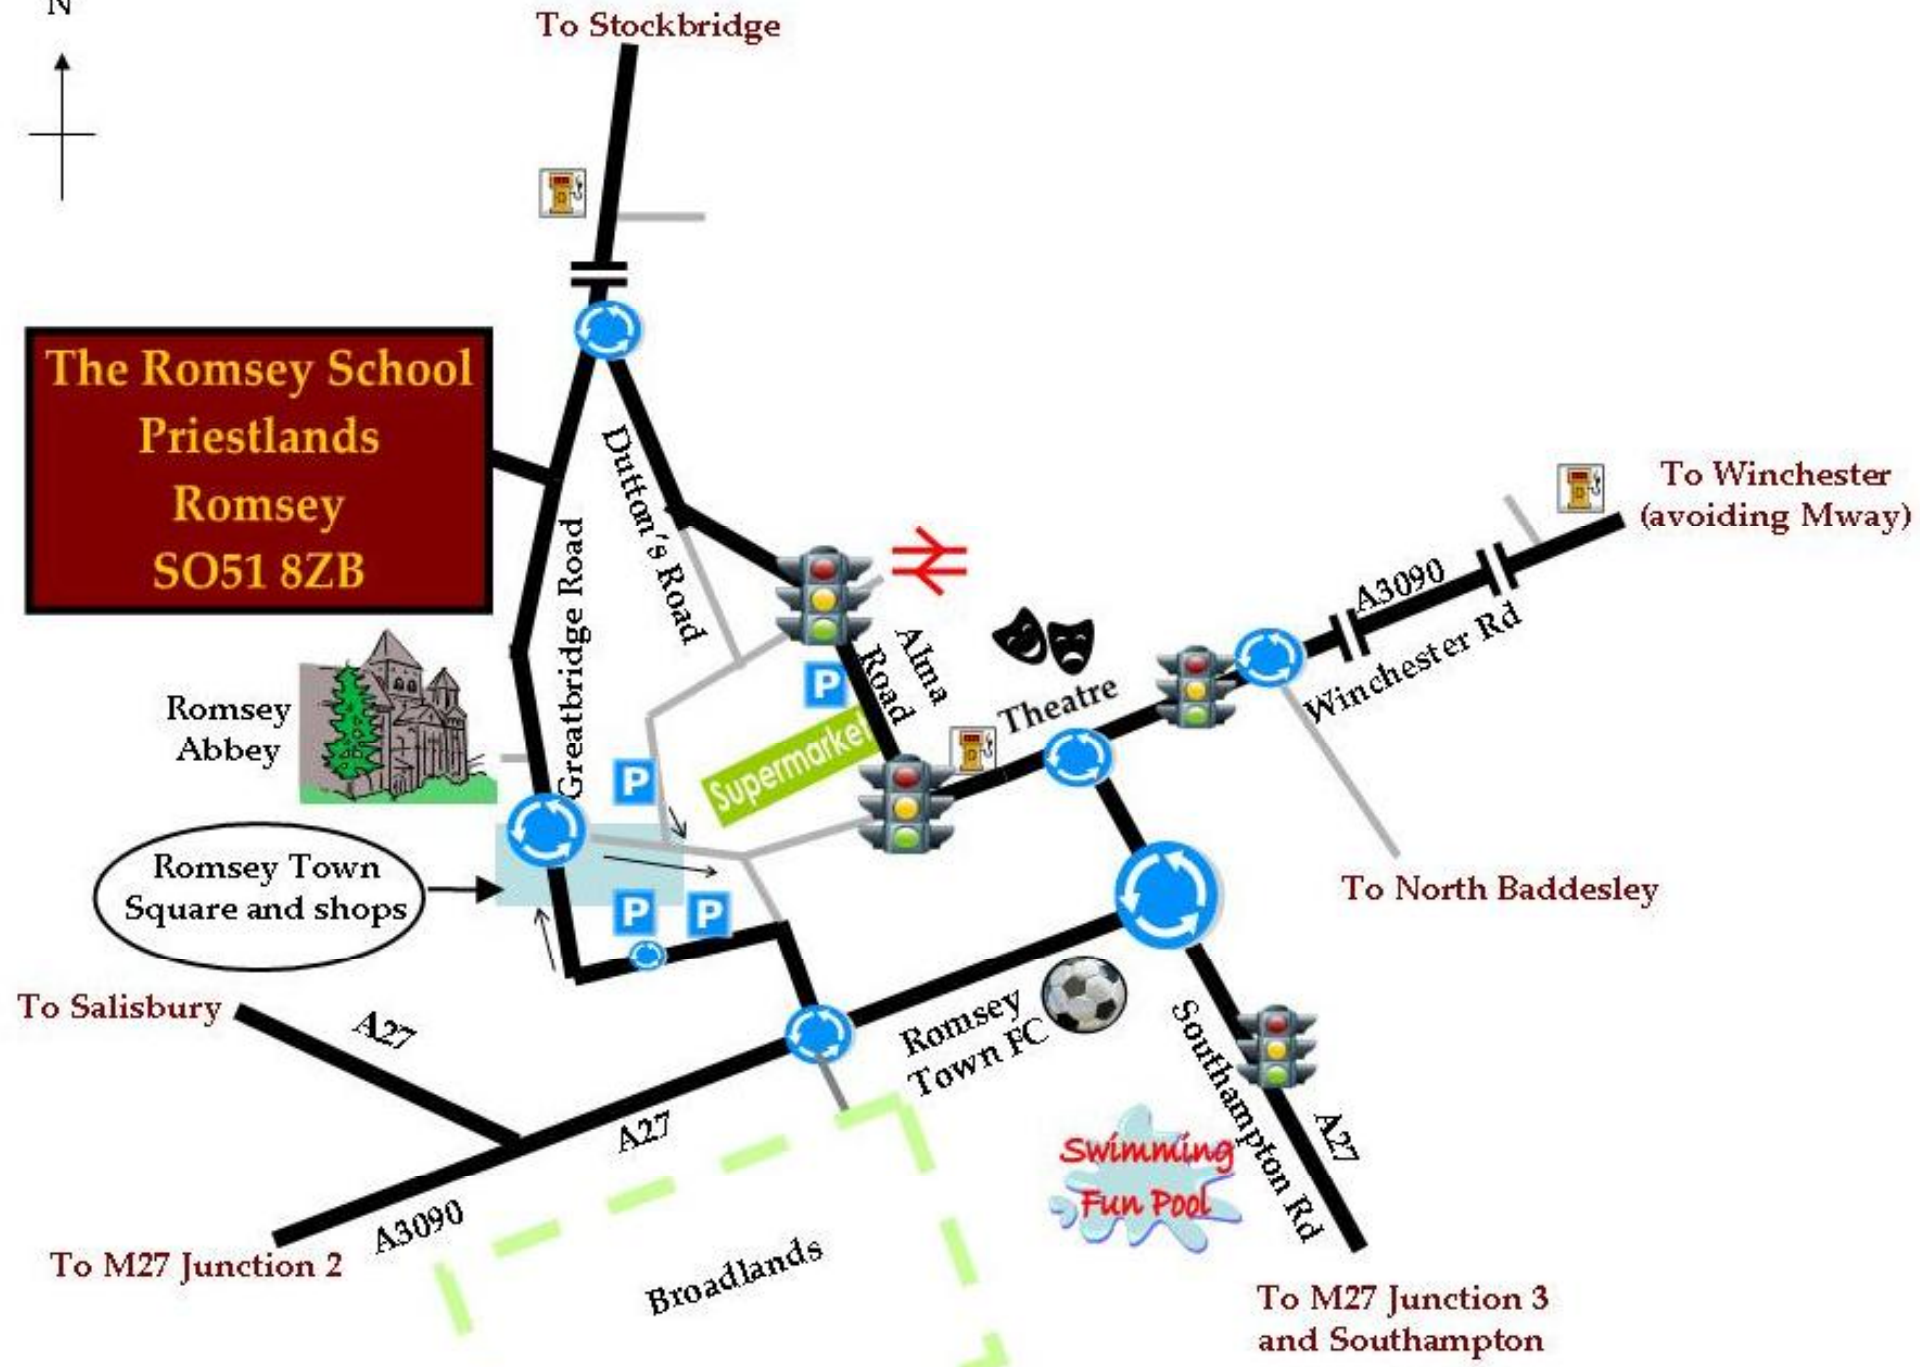 N
To Stockbridge
The Romsey School
Priestlands
Romsey
SO51 8ZB
Dutton's Road
Greatbridge Road
To Winchester
(avoiding Mway)
A3090
Winchester Rd
Alma
Road
Theatre
P
Supermarket
P
Romsey
Abbey
Romsey Town
Square and shops
P
P
To North Baddesley
To Salisbury
A27
Romsey
Town FC
Southampton Rd
A27
A27
Swimming
Fun Pool
A3090
To M27 Junction 2
Broadlands
To M27 Junction 3
and Southampton